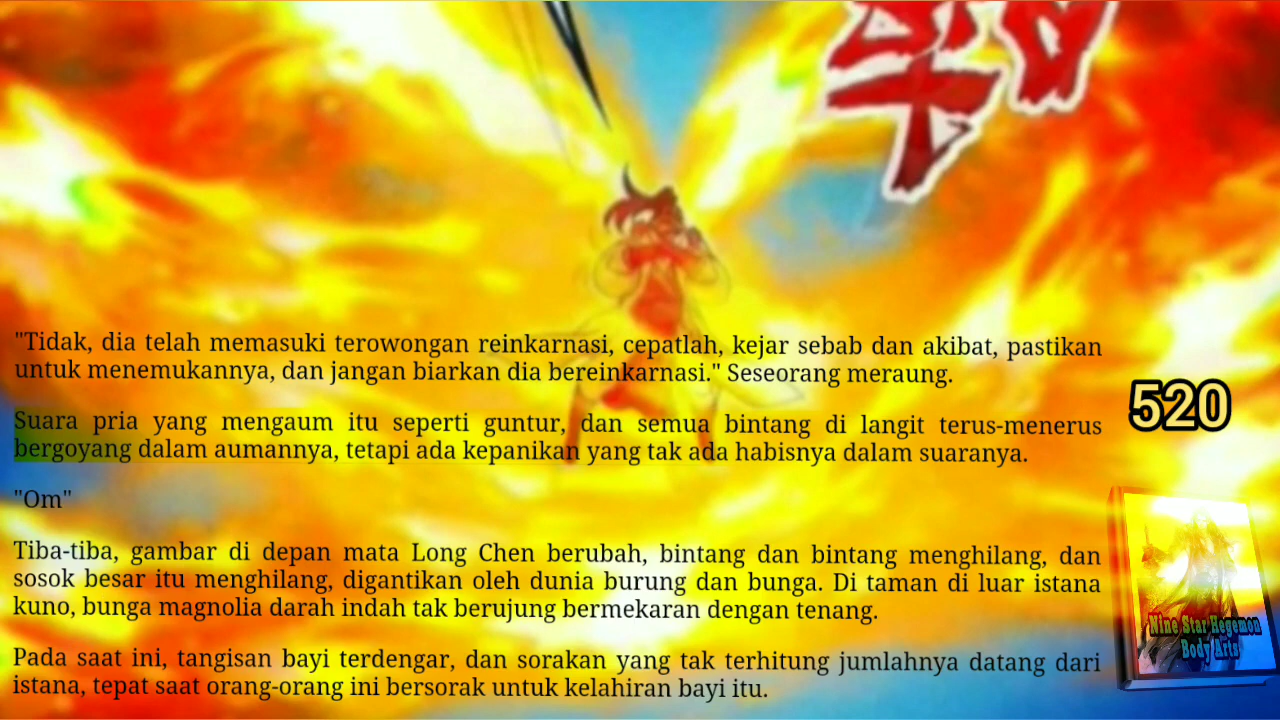 "Tidak, dia telah memasuki terowongan reinkarnasi, cepatlah, kejar sebab dan akibat, pastikan
untuk menemukannya, dan jangan biarkan dia bereinkarnasi." Seseorang meraung.
Suara pria yang mengaum itu seperti guntur, dan semua bintang di langit terus-menerus
bergoyang dalam aumannya, tetapi ada kepanikan yang tak ada habisnya dalam suaranya.
520
"Om"
Tiba-tiba, gambar di depan mata Long Chen berubah, bintang dan bintang menghilang, dan
sosok besar itu menghilang, digantikan oleh dunia burung dan bunga. Di taman di luar istana
kuno, bunga magnolia darah indah tak berujung bermekaran dengan tenang.
Nine Star Hegemon
Body Arts
Pada saat ini, tangisan bayi terdengar, dan sorakan yang tak terhitung jumlahnya datang dari
istana, tepat saat orang-orang ini bersorak untuk kelahiran bayi itu.